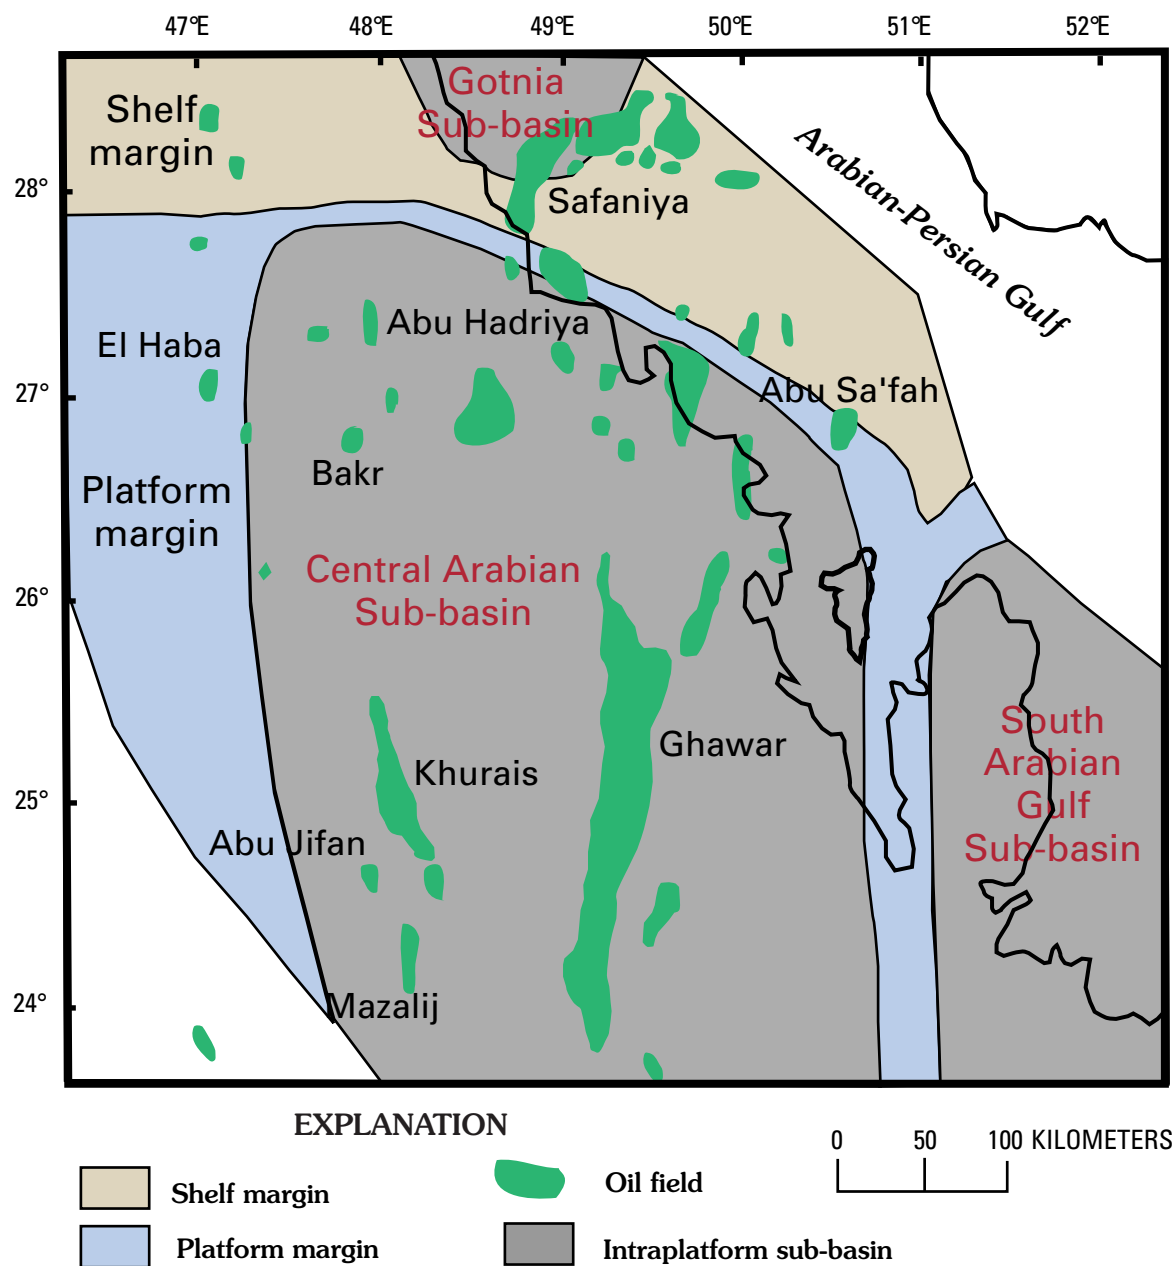 47°E 48°E 49°E 50°E 51°E 52°E
Gotnia
Sub-basin
Shelf
margin
Arabian-Persian Gulf
28°
Safaniya
Abu Hadriya
El Haba
27°
Abu Sa'fah
Bakr
Platform
margin
Central Arabian
Sub-basin
26°
South
Arabian
Gulf
Sub-basin
Ghawar
Khurais
25°
Abu Jifan
24°
Mazalij
EXPLANATION
0 50 100 KILOMETERS
Shelf margin
Oil field
Platform margin
Intraplatform sub-basin